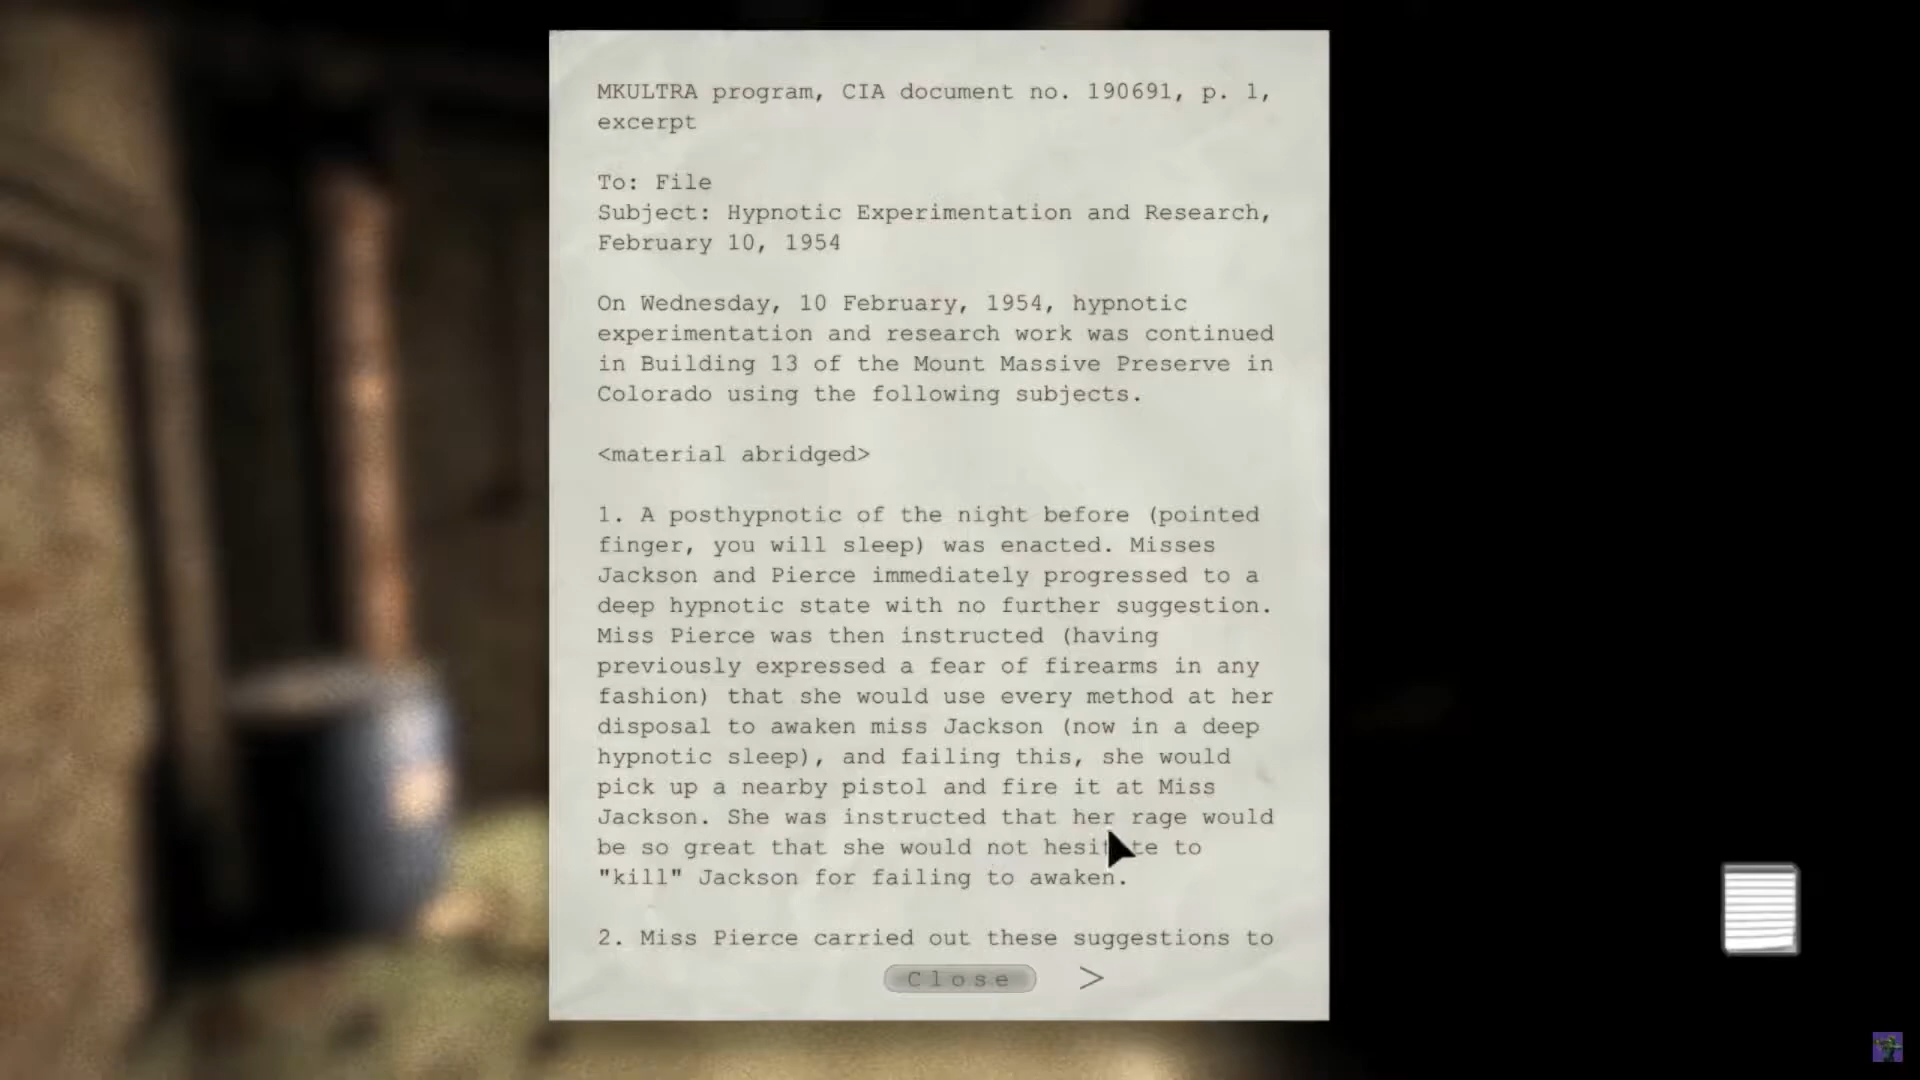 MKULTRA program, CIA document no. 190691, p. 1,
excerpt
To: File
Subject: Hypnotic Experimentation and Research,
February 10, 1954
On Wednesday, 10 February, 1954, hypnotic
experimentation and research work was continued
in Building 13 of the Mount Massive Preserve in
Colorado using the following subjects.
<material abridged>
1. A posthypnotic of the night before (pointed
finger, you will sleep) was enacted. Misses
Jackson and Pierce immediately progressed to a
deep hypnotic state with no further suggestion.
Miss Pierce was then instructed (having
previously expressed a fear of firearms in any
fashion) that she would use every method at her
disposal to awaken miss Jackson (now in a deep
hypnotic sleep), and failing this, she would
pick up a nearby pistol and fire it at Miss
Jackson. She was instructed that her rage would
be so great that she would not hesitate to
"kill" Jackson for failing to awaken.
2. Miss Pierce carried out these suggestions to
Close >